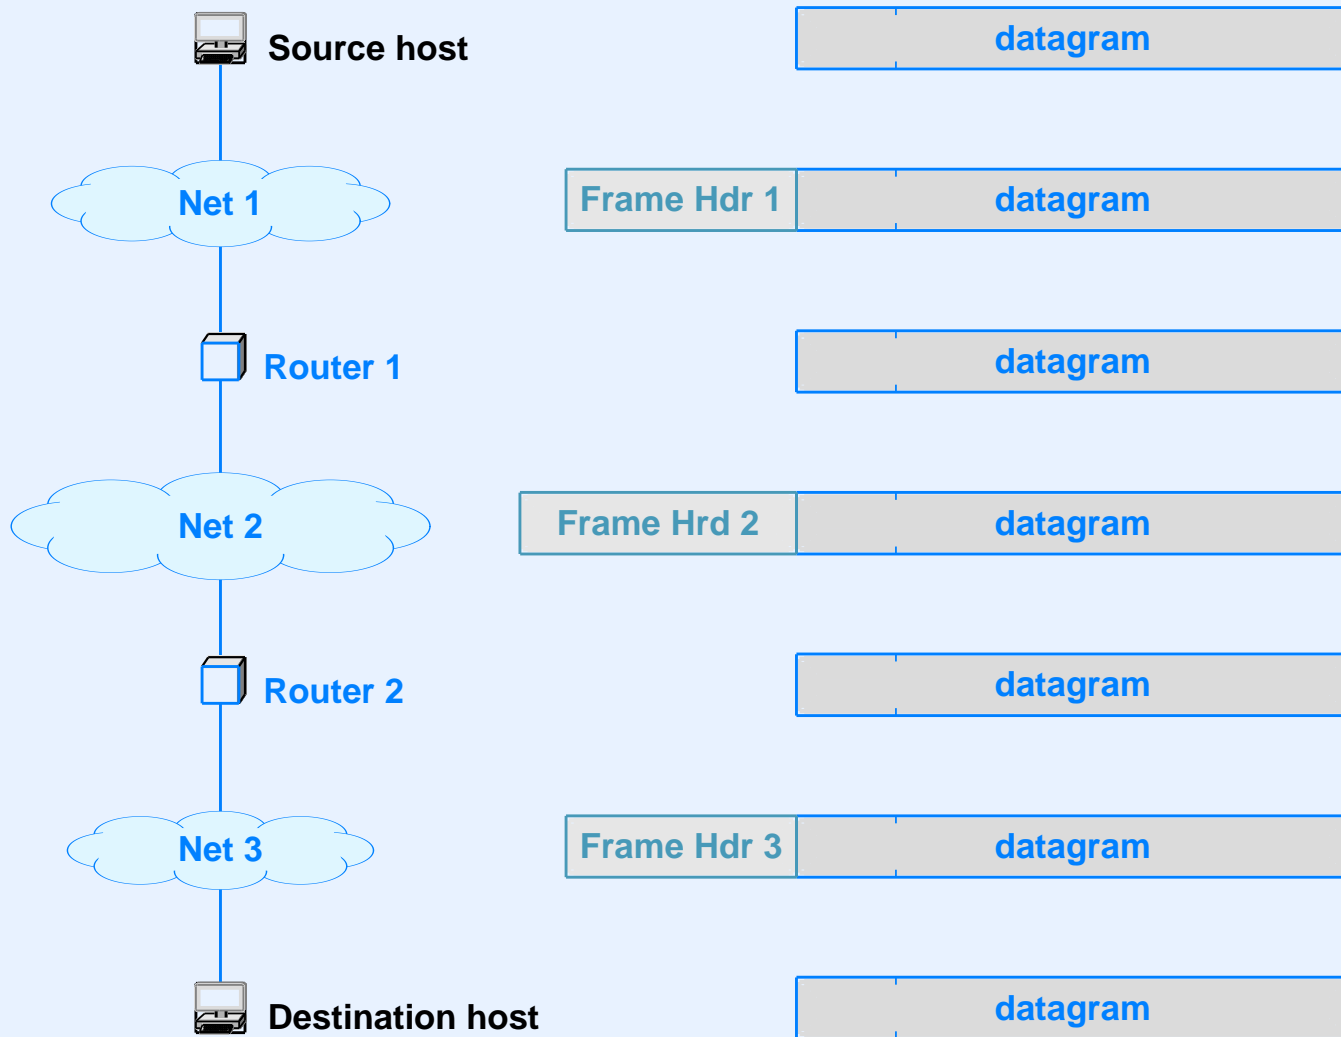 Source host
datagram
Net 1
Frame Hdr 1
datagram
Router 1
datagram
Net 2
Frame Hrd 2
datagram
Router 2
datagram
Net 3
Frame Hdr 3
datagram
Destination host
datagram